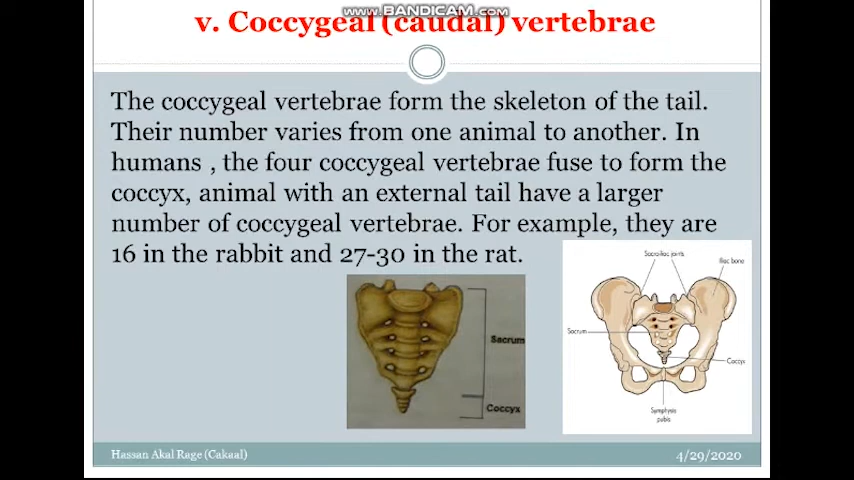 www.BANDICAM.com
v. Coccygeal (caudal) vertebrae
The coccygeal vertebrae form the skeleton of the tail.
Their number varies from one animal to another. In
humans , the four coccygeal vertebrae fuse to form the
coccyx, animal with an external tail have a larger
number of coccygeal vertebrae. For example, they are
16 in the rabbit and 27-30 in the rat.
Sacrum
Coccyx
Sacroiliac joints
Iliac bone
Sacrum
Coccyx
Symphysis
pubis
Hassan Akal Rage (Cakaal)
4/29/2020